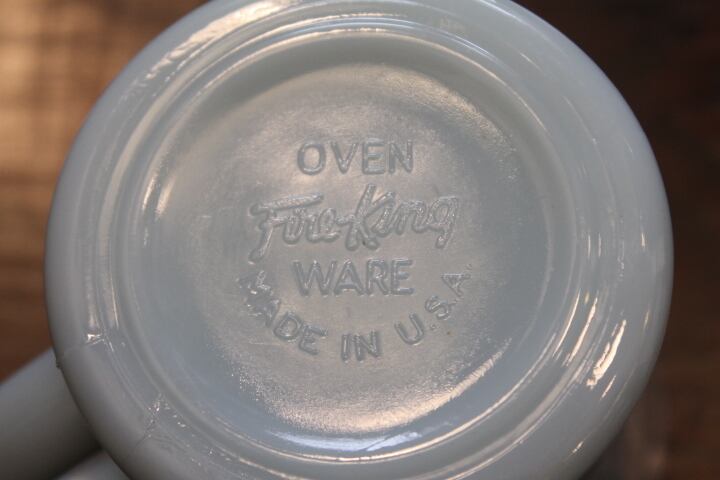 OVEN
Fire-King
WARE
MADE IN U.S.A.